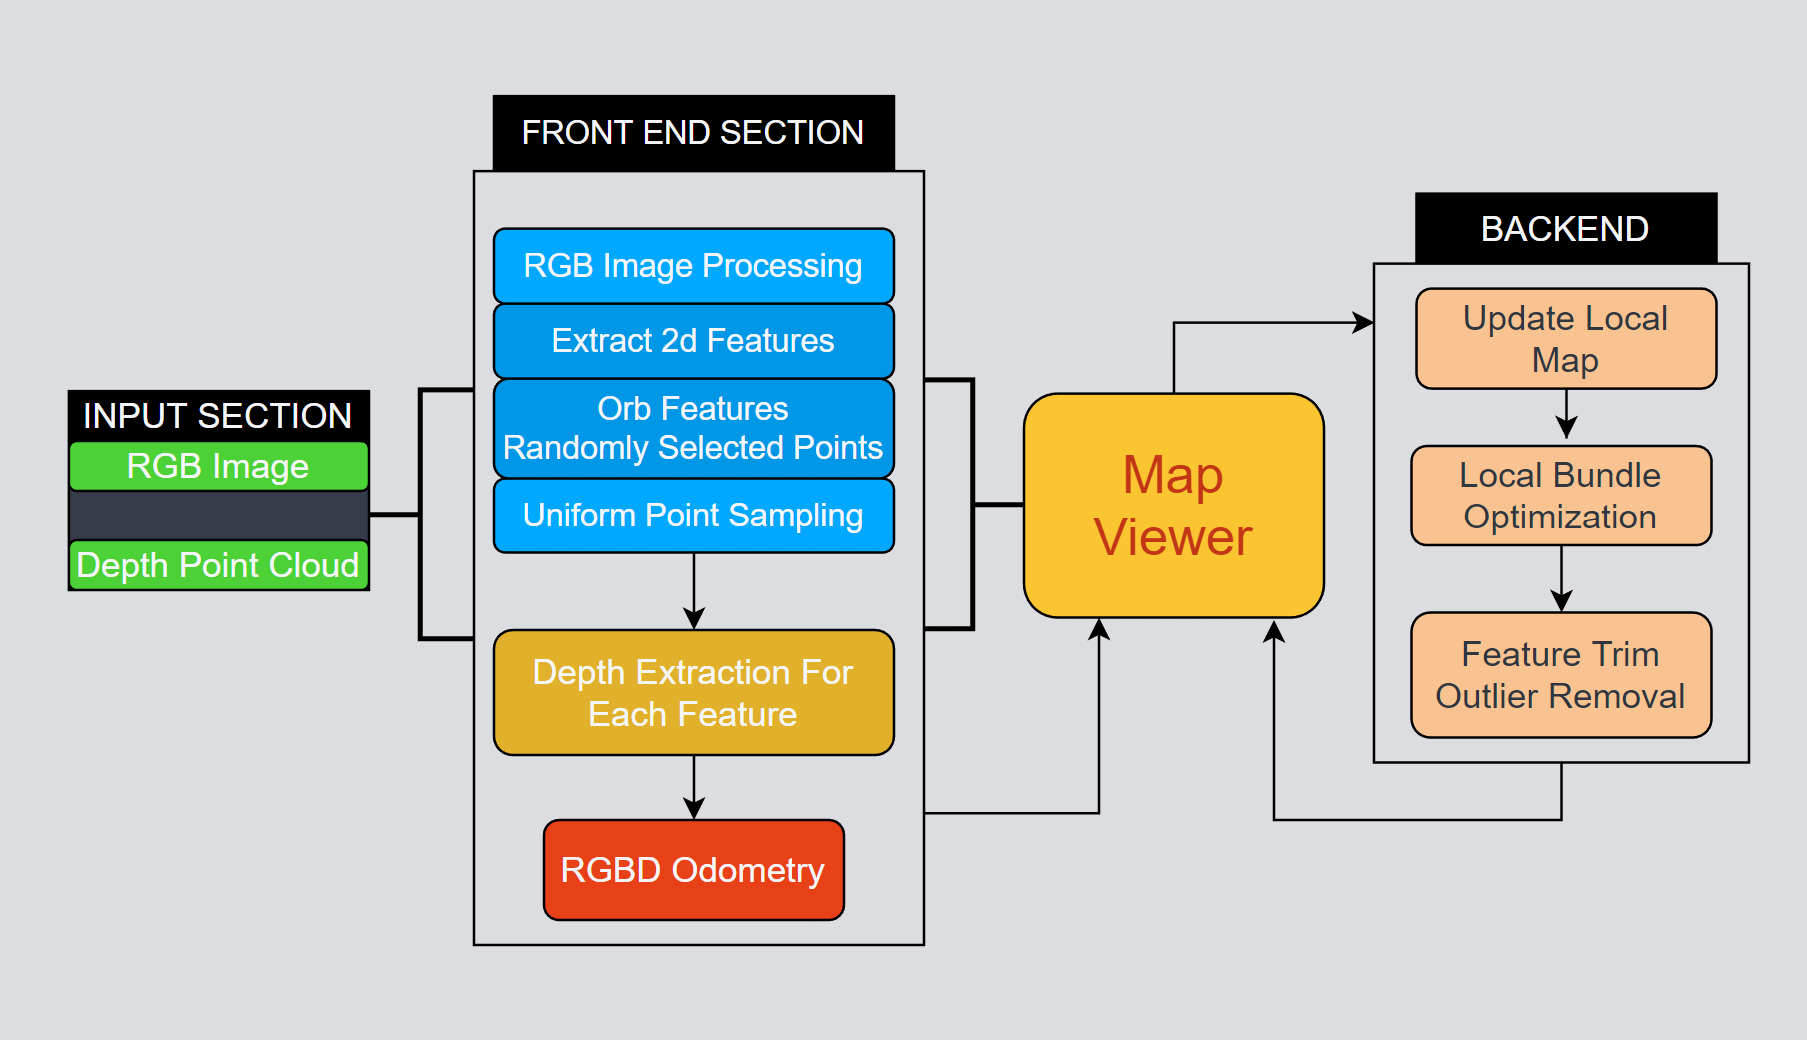 FRONT END SECTION
RGB Image Processing
Extract 2d Features
Orb Features
Randomly Selected Points
Uniform Point Sampling
Depth Extraction For
Each Feature
RGBD Odometry
INPUT SECTION
RGB Image
Depth Point Cloud
Map
Viewer
BACKEND
Update Local
Map
Local Bundle
Optimization
Feature Trim
Outlier Removal